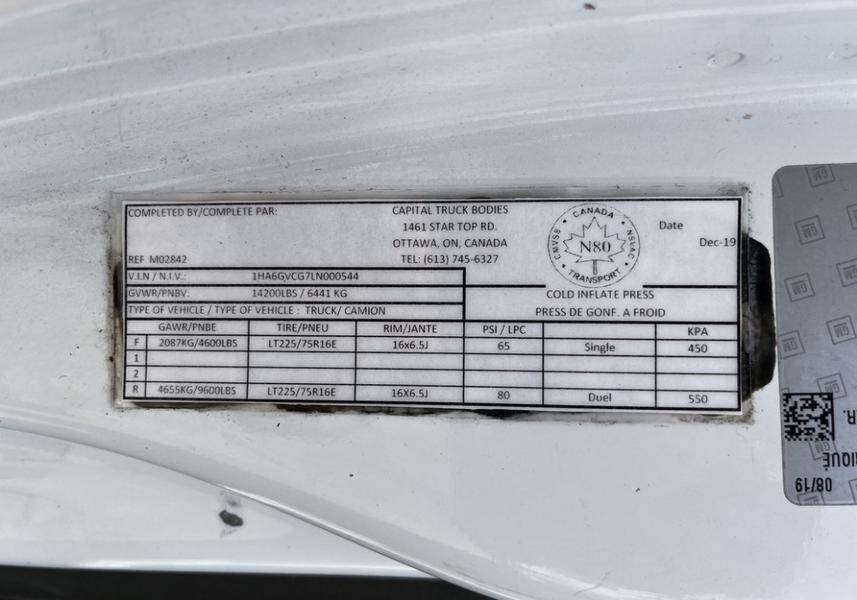 COMPLETED BY/COMPLETE PAR:
CAPITAL TRUCK BODIES
1461 STAR TOP RD.
OTTAWA, ON, CANADA
TEL: (613) 745-6327
REF M02842
CANADA
CMVSS N80 NSVAC
TRANSPORT
Date
Dec-19
V.I.N / N.I.V.: 1HA6GVCG7LN000544
GVWR/PNBV: 14200LBS / 6441 KG
TYPE OF VEHICLE / TYPE OF VEHICLE : TRUCK/ CAMION
COLD INFLATE PRESS
PRESS DE GONF. A FROID
GAWR/PNBE TIRE/PNEU RIM/JANTE PSI / LPC KPA
F 2087KG/4600LBS LT225/75R16E 16x6.5J 65 Single 450
1
2
R 4655KG/9600LBS LT225/75R16E 16X6.5J 80 Duel 550
GM
08/19